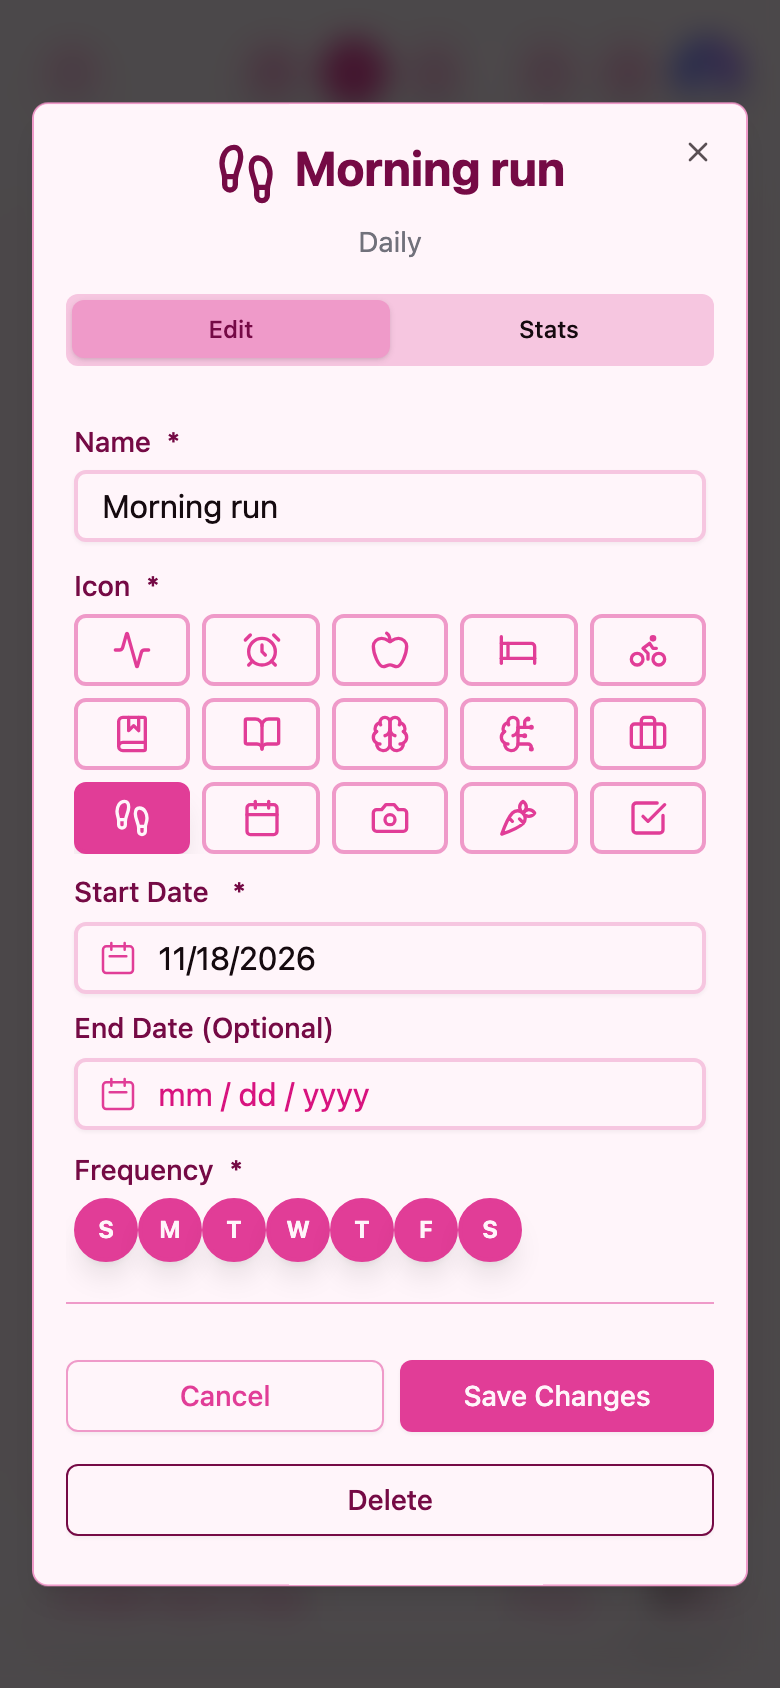 Morning run
Daily
Edit Stats
Name *
Morning run
Icon *
Start Date *
11/18/2026
End Date (Optional)
mm / dd / yyyy
Frequency *
S M T W T F S
Cancel Save Changes
Delete